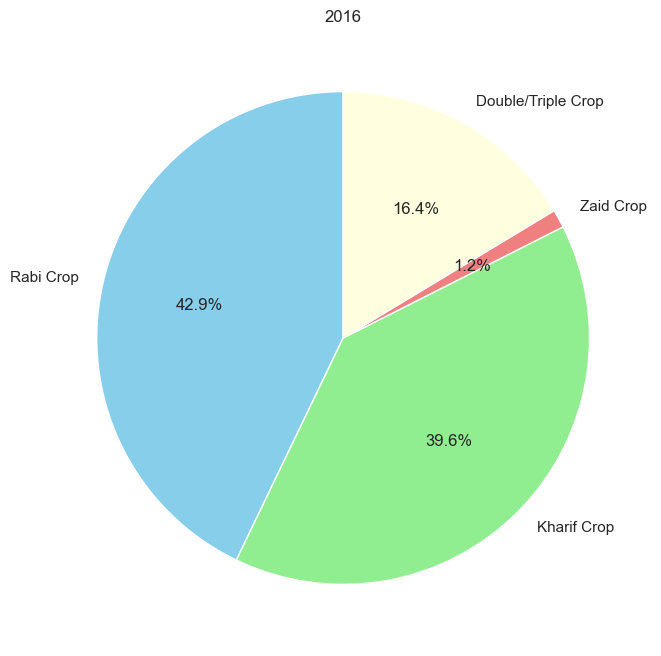 2016
Double/Triple Crop
16.4%
Zaid Crop
1.2%
Rabi Crop
42.9%
39.6%
Kharif Crop